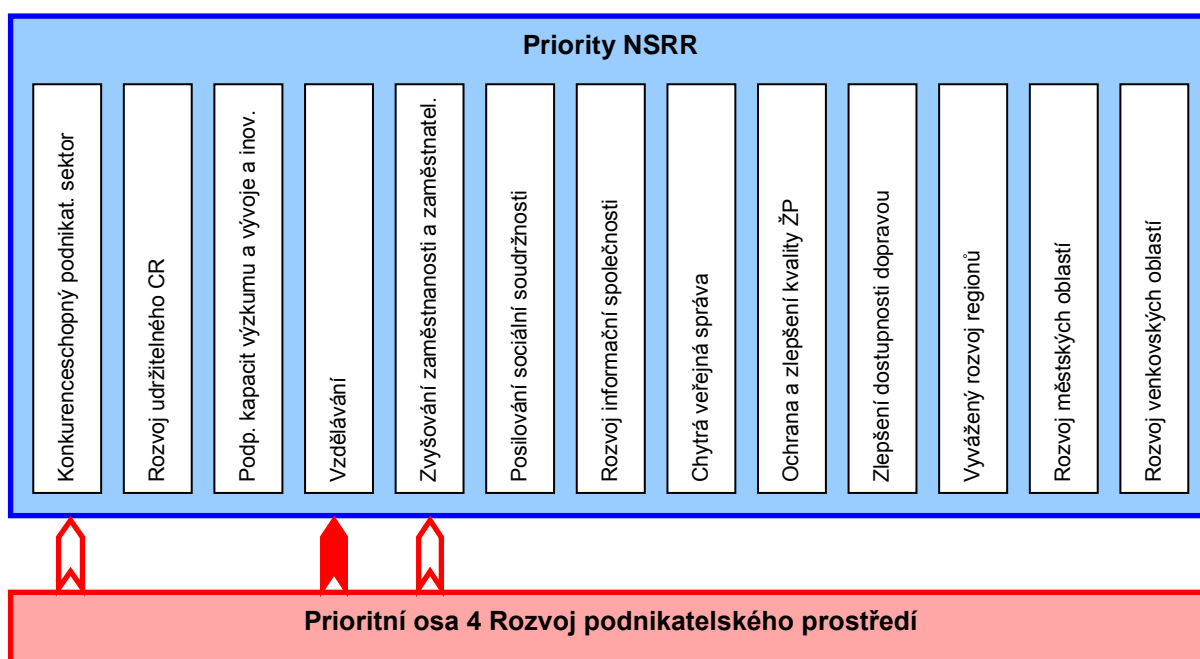 Priority NSRR
Konkurenceschopný podnikat. sektor
Rozvoj udržitelného CR
Podp. kapacit výzkumu a vývoje a inov.
Vzdělávání
Zvyšování zaměstnanosti a zaměstnatel.
Posilování sociální soudržnosti
Rozvoj informační společnosti
Chytrá veřejná správa
Ochrana a zlepšení kvality ŽP
Zlepšení dostupnosti dopravou
Vyvážený rozvoj regionů
Rozvoj městských oblastí
Rozvoj venkovských oblastí
Prioritní osa 4 Rozvoj podnikatelského prostředí